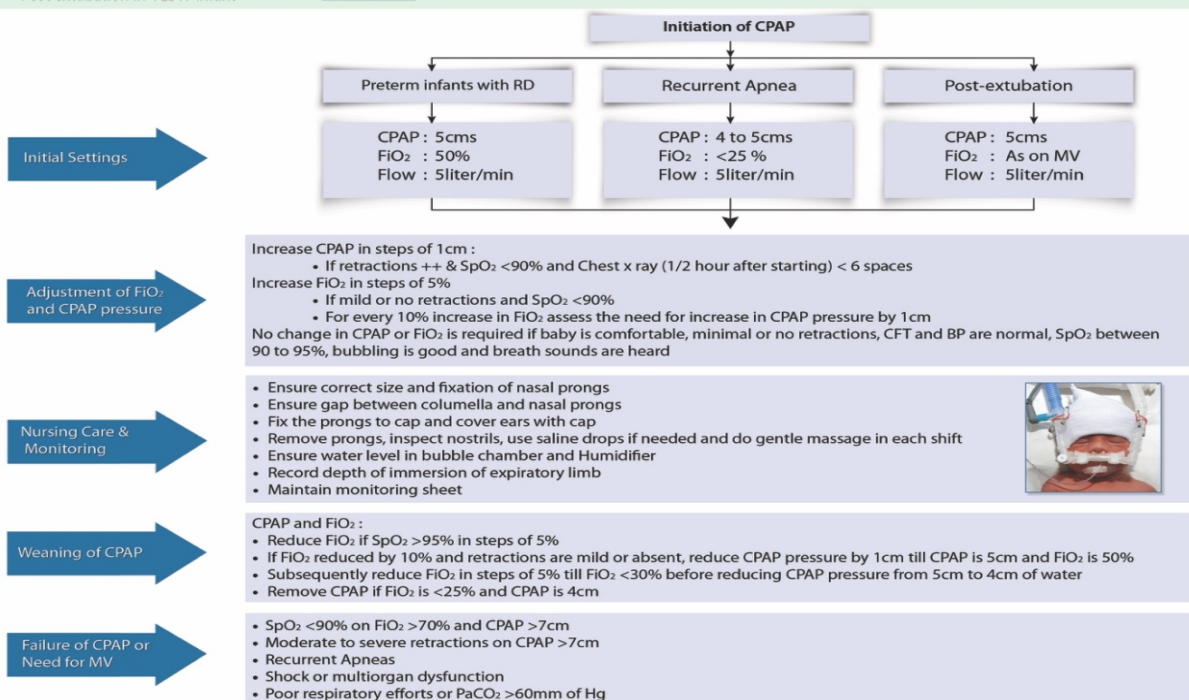 Initiation of CPAP
Preterm infants with RD
Recurrent Apnea
Post-extubation
Initial Settings
CPAP : 5cms
FiO₂ : 50%
Flow : 5liter/min
CPAP : 4 to 5cms
FiO₂ : <25 %
Flow : 5liter/min
CPAP : 5cms
FiO₂ : As on MV
Flow : 5liter/min
Adjustment of FiO₂
and CPAP pressure
Increase CPAP in steps of 1cm :
• If retractions ++ & SpO₂ <90% and Chest x ray (1/2 hour after starting) < 6 spaces
Increase FiO₂ in steps of 5%
• If mild or no retractions and SpO₂ <90%
• For every 10% increase in FiO₂ assess the need for increase in CPAP pressure by 1cm
No change in CPAP or FiO₂ is required if baby is comfortable, minimal or no retractions, CFT and BP are normal, SpO₂ between
90 to 95%, bubbling is good and breath sounds are heard
Nursing Care &
Monitoring
• Ensure correct size and fixation of nasal prongs
• Ensure gap between columella and nasal prongs
• Fix the prongs to cap and cover ears with cap
• Remove prongs, inspect nostrils, use saline drops if needed and do gentle massage in each shift
• Ensure water level in bubble chamber and Humidifier
• Record depth of immersion of expiratory limb
• Maintain monitoring sheet
Weaning of CPAP
CPAP and FiO₂ :
• Reduce FiO₂ if SpO₂ >95% in steps of 5%
• If FiO₂ reduced by 10% and retractions are mild or absent, reduce CPAP pressure by 1cm till CPAP is 5cm and FiO₂ is 50%
• Subsequently reduce FiO₂ in steps of 5% till FiO₂ <30% before reducing CPAP pressure from 5cm to 4cm of water
• Remove CPAP if FiO₂ is <25% and CPAP is 4cm
Failure of CPAP or
Need for MV
• SpO₂ <90% on FiO₂ >70% and CPAP >7cm
• Moderate to severe retractions on CPAP >7cm
• Recurrent Apneas
• Shock or multiorgan dysfunction
• Poor respiratory efforts or PaCO₂ >60mm of Hg